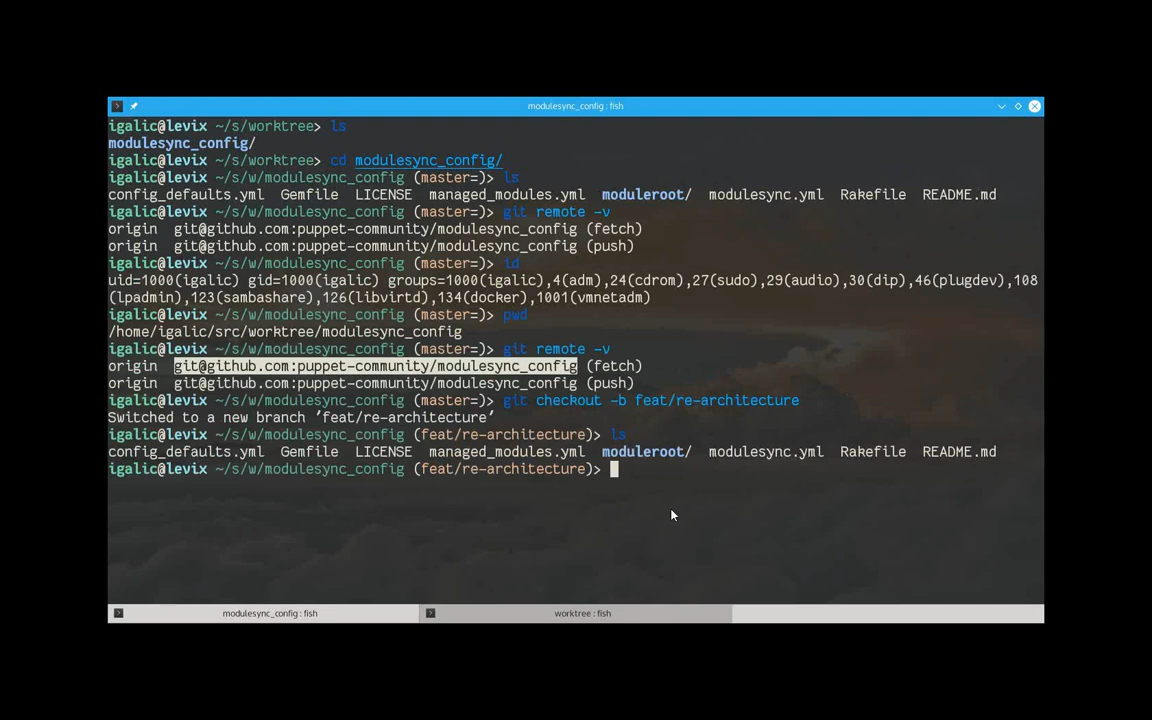 modulesync_config : fish
igalic@levix ~/s/worktree> ls
modulesync_config/
igalic@levix ~/s/worktree> cd modulesync_config/
igalic@levix ~/s/w/modulesync_config (master=)> ls
config_defaults.yml  Gemfile  LICENSE  managed_modules.yml  moduleroot/  modulesync.yml  Rakefile  README.md
igalic@levix ~/s/w/modulesync_config (master=)> git remote -v
origin  git@github.com:puppet-community/modulesync_config (fetch)
origin  git@github.com:puppet-community/modulesync_config (push)
igalic@levix ~/s/w/modulesync_config (master=)> id
uid=1000(igalic) gid=1000(igalic) groups=1000(igalic),4(adm),24(cdrom),27(sudo),29(audio),30(dip),46(plugdev),108
(lpadmin),123(sambashare),126(libvirtd),134(docker),1001(vmnetadm)
igalic@levix ~/s/w/modulesync_config (master=)> pwd
/home/igalic/src/worktree/modulesync_config
igalic@levix ~/s/w/modulesync_config (master=)> git remote -v
origin  git@github.com:puppet-community/modulesync_config (fetch)
origin  git@github.com:puppet-community/modulesync_config (push)
igalic@levix ~/s/w/modulesync_config (master=)> git checkout -b feat/re-architecture
Switched to a new branch 'feat/re-architecture'
igalic@levix ~/s/w/modulesync_config (feat/re-architecture)> ls
config_defaults.yml  Gemfile  LICENSE  managed_modules.yml  moduleroot/  modulesync.yml  Rakefile  README.md
igalic@levix ~/s/w/modulesync_config (feat/re-architecture)>
modulesync_config : fish
worktree : fish